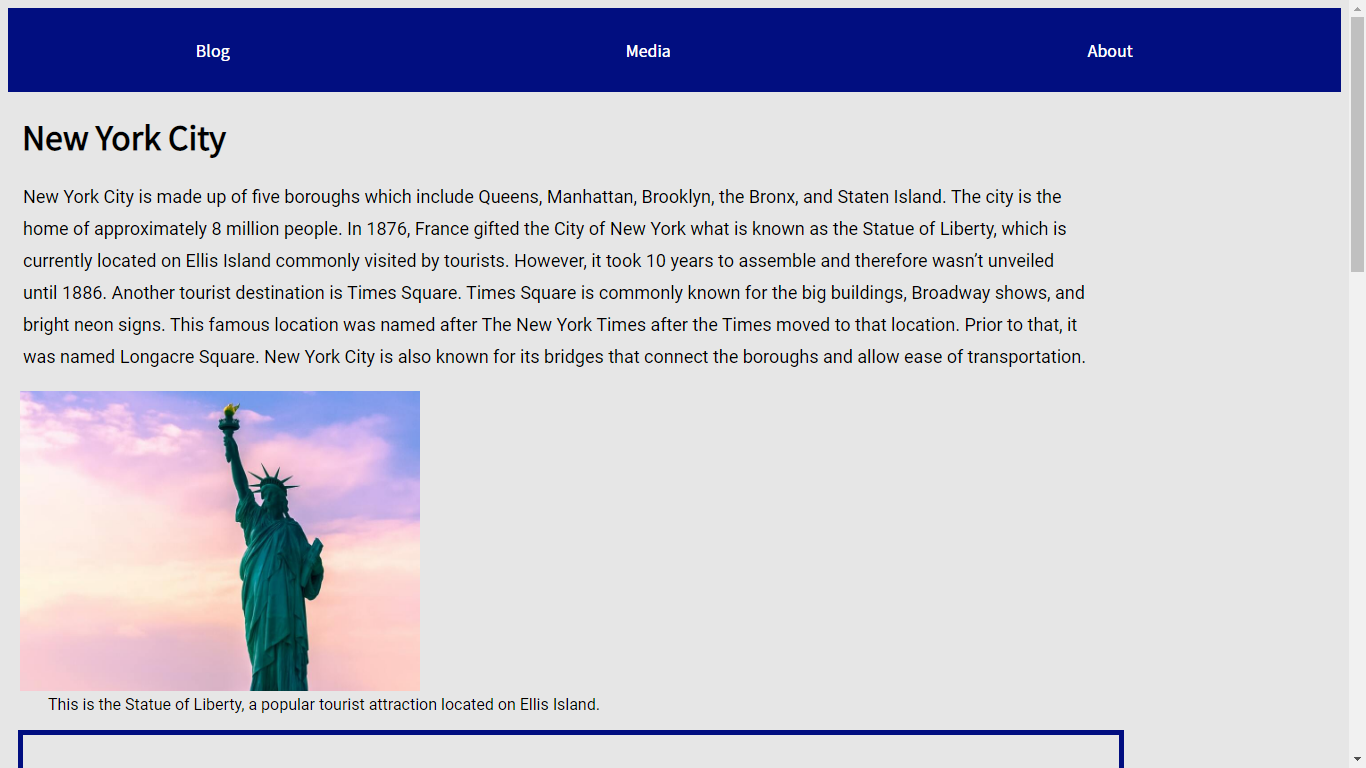 Blog Media About
New York City
New York City is made up of five boroughs which include Queens, Manhattan, Brooklyn, the Bronx, and Staten Island. The city is the
home of approximately 8 million people. In 1876, France gifted the City of New York what is known as the Statue of Liberty, which is
currently located on Ellis Island commonly visited by tourists. However, it took 10 years to assemble and therefore wasn’t unveiled
until 1886. Another tourist destination is Times Square. Times Square is commonly known for the big buildings, Broadway shows, and
bright neon signs. This famous location was named after The New York Times after the Times moved to that location. Prior to that, it
was named Longacre Square. New York City is also known for its bridges that connect the boroughs and allow ease of transportation.
This is the Statue of Liberty, a popular tourist attraction located on Ellis Island.